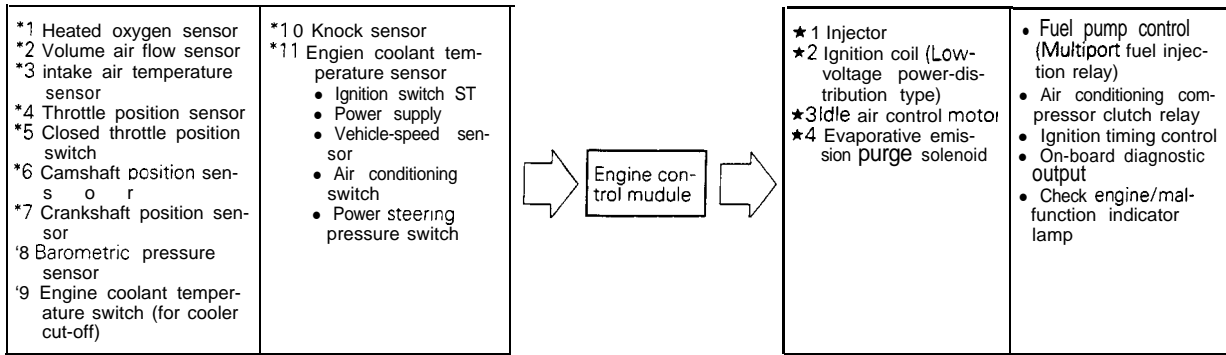 *1 Heated oxygen sensor
*2 Volume air flow sensor
*3 intake air temperature
sensor
*4 Throttle position sensor
*5 Closed throttle position
switch
*6 Camshaft position sen-
s o r
*7 Crankshaft position sen-
sor
'8 Barometric pressure
sensor
'9 Engine coolant temper-
ature switch (for cooler
cut-off)
*10 Knock sensor
*11 Engien coolant tem-
perature sensor
• Ignition switch ST
• Power supply
• Vehicle-speed sen-
sor
• Air conditioning
switch
• Power steering
pressure switch
Engine con-
trol mudule
★1 Injector
★2 Ignition coil (Low-
voltage power-dis-
tribution type)
★3Idle air control motor
★4 Evaporative emis-
sion purge solenoid
• Fuel pump control
(Multiport fuel injec-
tion relay)
• Air conditioning com-
pressor clutch relay
• Ignition timing control
• On-board diagnostic
output
• Check engine/mal-
function indicator
lamp